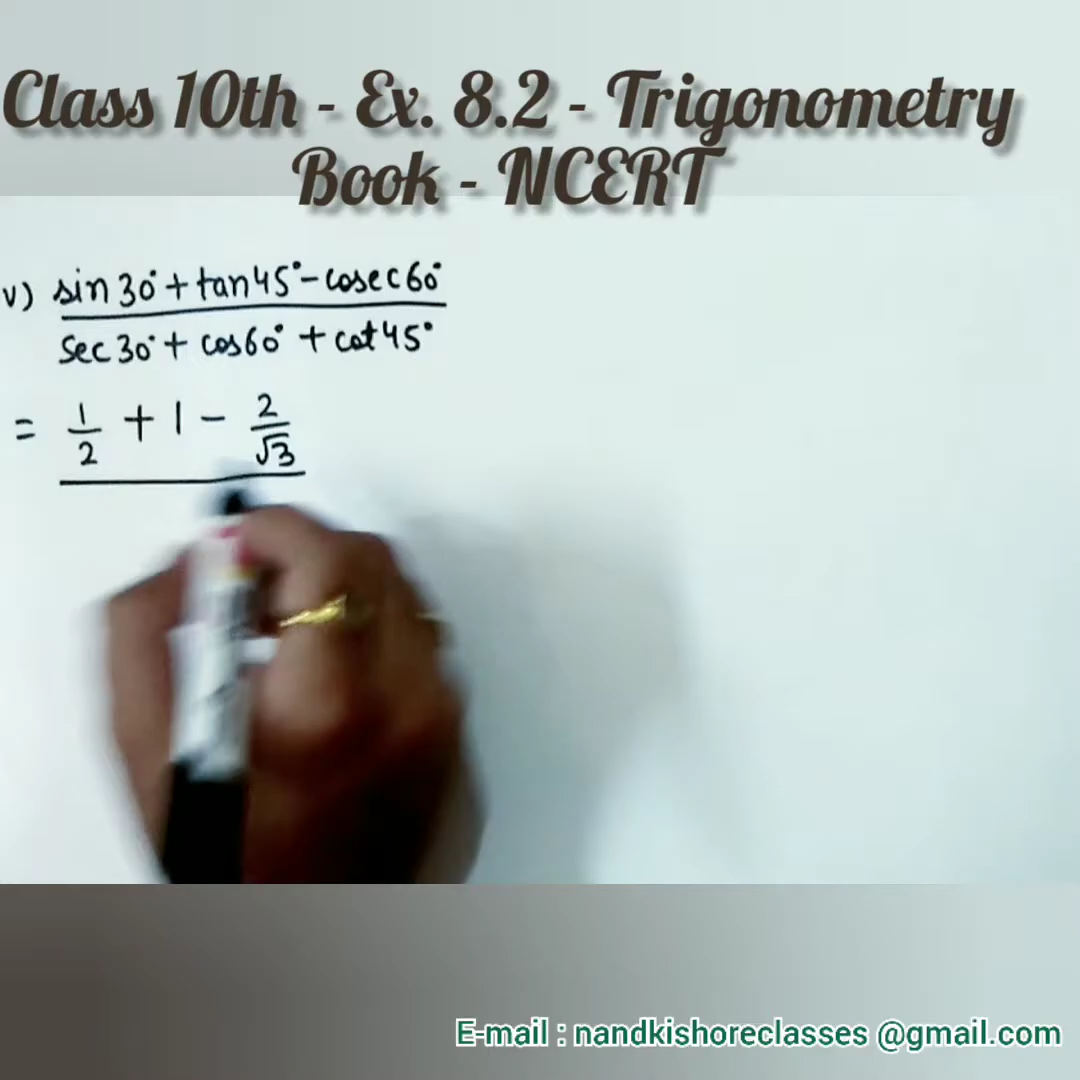 Class 10th - Ex. 8.2 - Trigonometry
Book - NCERT
v) sin 30° + tan 45° - cosec 60°
sec 30° + cos 60° + cot 45°
= 1/2 + 1 - 2/√3
E-mail : nandkishoreclasses @gmail.com